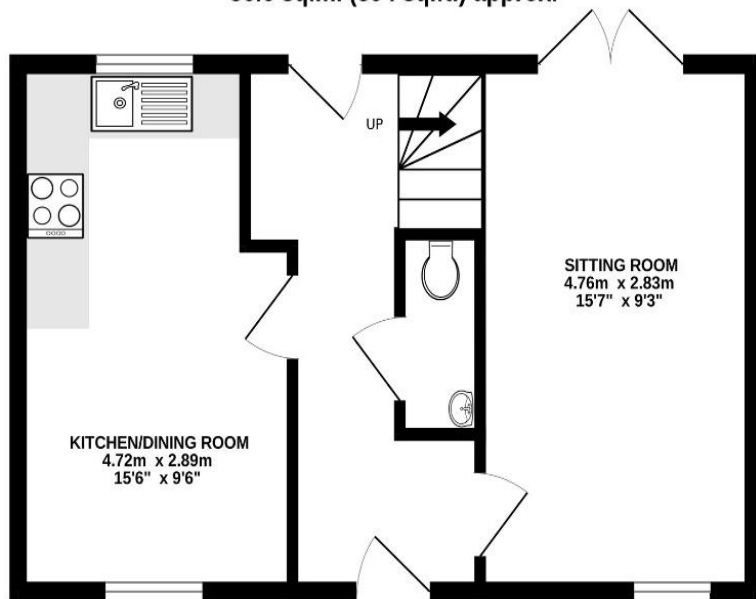 UP
SITTING ROOM
4.76m x 2.83m
15'7" x 9'3"
KITCHEN/DINING ROOM
4.72m x 2.89m
15'6" x 9'6"